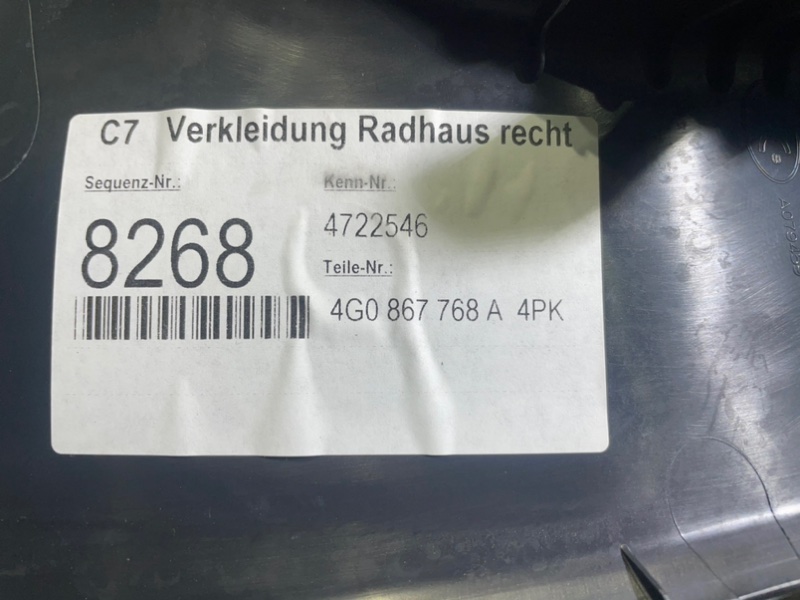 C7 Verkleidung Radhaus recht
Sequenz-Nr.:
Kenn-Nr.:
8268
4722546
Teile-Nr.:
4G0 867 768 A 4PK